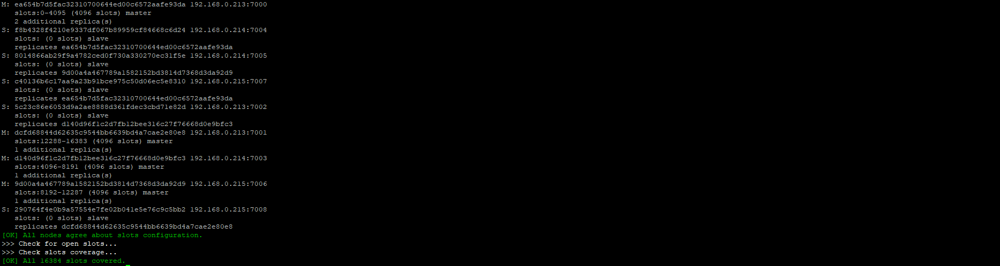 M: ea654b7d5fac32310700644ed00c6572aafe93da 192.168.0.213:7000
slots:0-4095 (4096 slots) master
2 additional replica(s)
S: f8b4328f4210e9337df067b89959cf84668c6d24 192.168.0.214:7004
slots: (0 slots) slave
replicates ea654b7d5fac32310700644ed00c6572aafe93da
S: 8014866ab29f9a4782ced0f730a330270ec31f5e 192.168.0.214:7005
slots: (0 slots) slave
replicates 9d00a4a467789a1582152bd3814d7368d3da92d9
S: c40136b6c17aa9a23b91bce975c50d06ec5e8310 192.168.0.215:7007
slots: (0 slots) slave
replicates ea654b7d5fac32310700644ed00c6572aafe93da
S: 5c23c86e6053d9a2ae8888d361fdec3cbd71e82d 192.168.0.213:7002
slots: (0 slots) slave
replicates d140d96f1c2d7fb12bee316c27f76668d0e9bfc3
M: dcfd68844d62635c9544bb6639bd4a7cae2e80e8 192.168.0.213:7001
slots:12288-16383 (4096 slots) master
1 additional replica(s)
M: d140d96f1c2d7fb12bee316c27f76668d0e9bfc3 192.168.0.214:7003
slots:4096-8191 (4096 slots) master
1 additional replica(s)
M: 9d00a4a467789a1582152bd3814d7368d3da92d9 192.168.0.215:7006
slots:8192-12287 (4096 slots) master
1 additional replica(s)
S: 290764f4e0b9a57554e7fe02b041e5e76c9c5bb2 192.168.0.215:7008
slots: (0 slots) slave
replicates dcfd68844d62635c9544bb6639bd4a7cae2e80e8
[OK] All nodes agree about slots configuration.
>>> Check for open slots...
>>> Check slots coverage...
[OK] All 16384 slots covered.